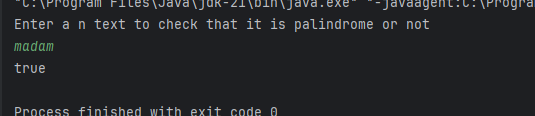 "C:\Program Files\Java\jdk-21\bin\java.exe" "-javaagent:C:\Program
Enter a n text to check that it is palindrome or not
madam
true
Process finished with exit code 0